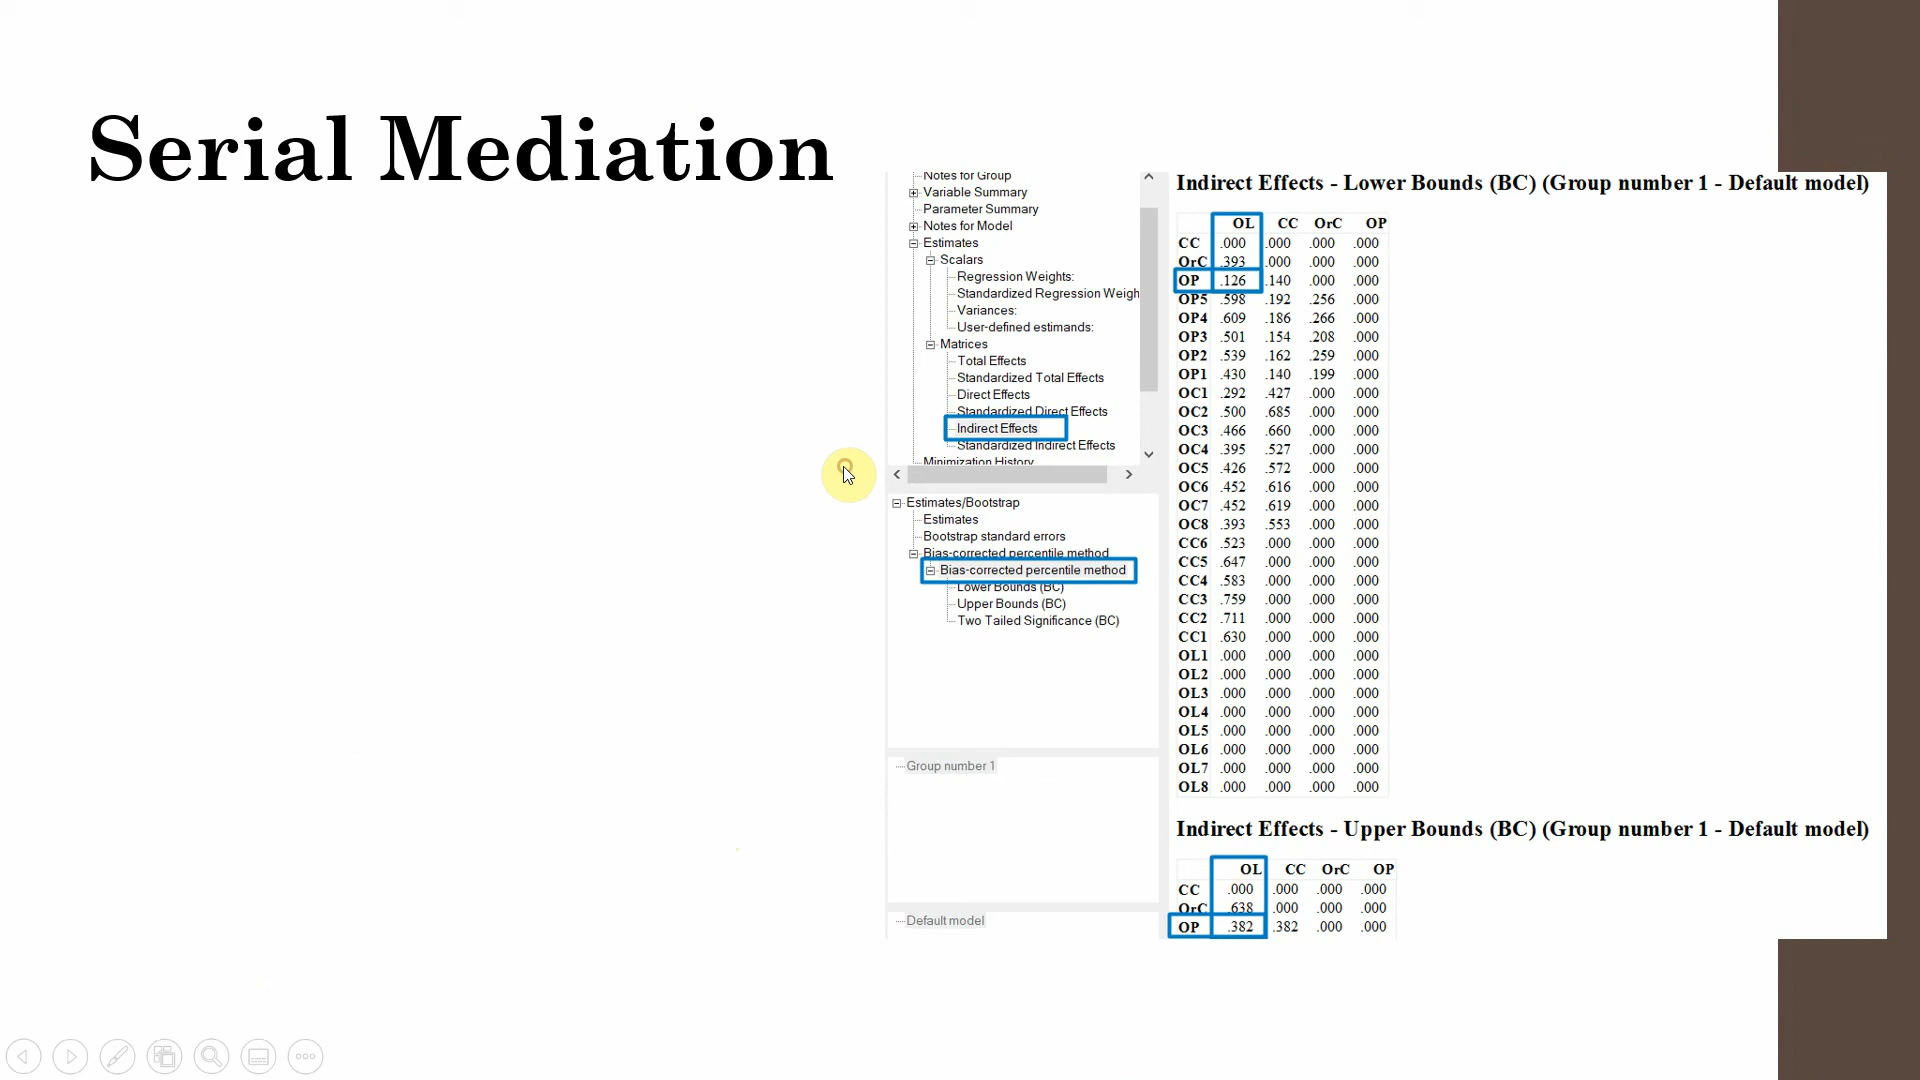 Serial Mediation
Notes for Group
Variable Summary
Parameter Summary
Notes for Model
Estimates
Scalars
Regression Weights:
Standardized Regression Weigh
Variances:
User-defined estimands:
Matrices
Total Effects
Standardized Total Effects
Direct Effects
Standardized Direct Effects
Indirect Effects
Standardized Indirect Effects
Minimization History
Estimates/Bootstrap
Estimates
Bootstrap standard errors
Bias-corrected percentile method
Bias-corrected percentile method
Lower Bounds (BC)
Upper Bounds (BC)
Two Tailed Significance (BC)
Group number 1
Default model
Indirect Effects - Lower Bounds (BC) (Group number 1 - Default model)
OL CC OrC OP
CC .000 .000 .000 .000
OrC .393 .000 .000 .000
OP .126 .140 .000 .000
OP5 .598 .192 .256 .000
OP4 .609 .186 .266 .000
OP3 .501 .154 .208 .000
OP2 .539 .162 .259 .000
OP1 .430 .140 .199 .000
OC1 .292 .427 .000 .000
OC2 .500 .685 .000 .000
OC3 .466 .660 .000 .000
OC4 .395 .527 .000 .000
OC5 .426 .572 .000 .000
OC6 .452 .616 .000 .000
OC7 .452 .619 .000 .000
OC8 .393 .553 .000 .000
CC6 .523 .000 .000 .000
CC5 .647 .000 .000 .000
CC4 .583 .000 .000 .000
CC3 .759 .000 .000 .000
CC2 .711 .000 .000 .000
CC1 .630 .000 .000 .000
OL1 .000 .000 .000 .000
OL2 .000 .000 .000 .000
OL3 .000 .000 .000 .000
OL4 .000 .000 .000 .000
OL5 .000 .000 .000 .000
OL6 .000 .000 .000 .000
OL7 .000 .000 .000 .000
OL8 .000 .000 .000 .000
Indirect Effects - Upper Bounds (BC) (Group number 1 - Default model)
OL CC OrC OP
CC .000 .000 .000 .000
OrC .638 .000 .000 .000
OP .382 .382 .000 .000